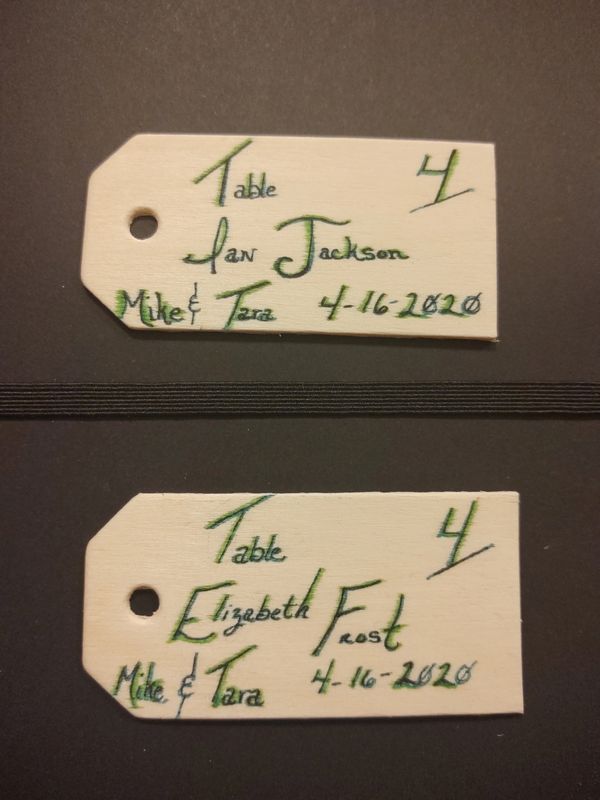 Table 4
Ian Jackson
Mike & Tara 4-16-2020
Table 4
Elizabeth Frost
Mike & Tara 4-16-2020